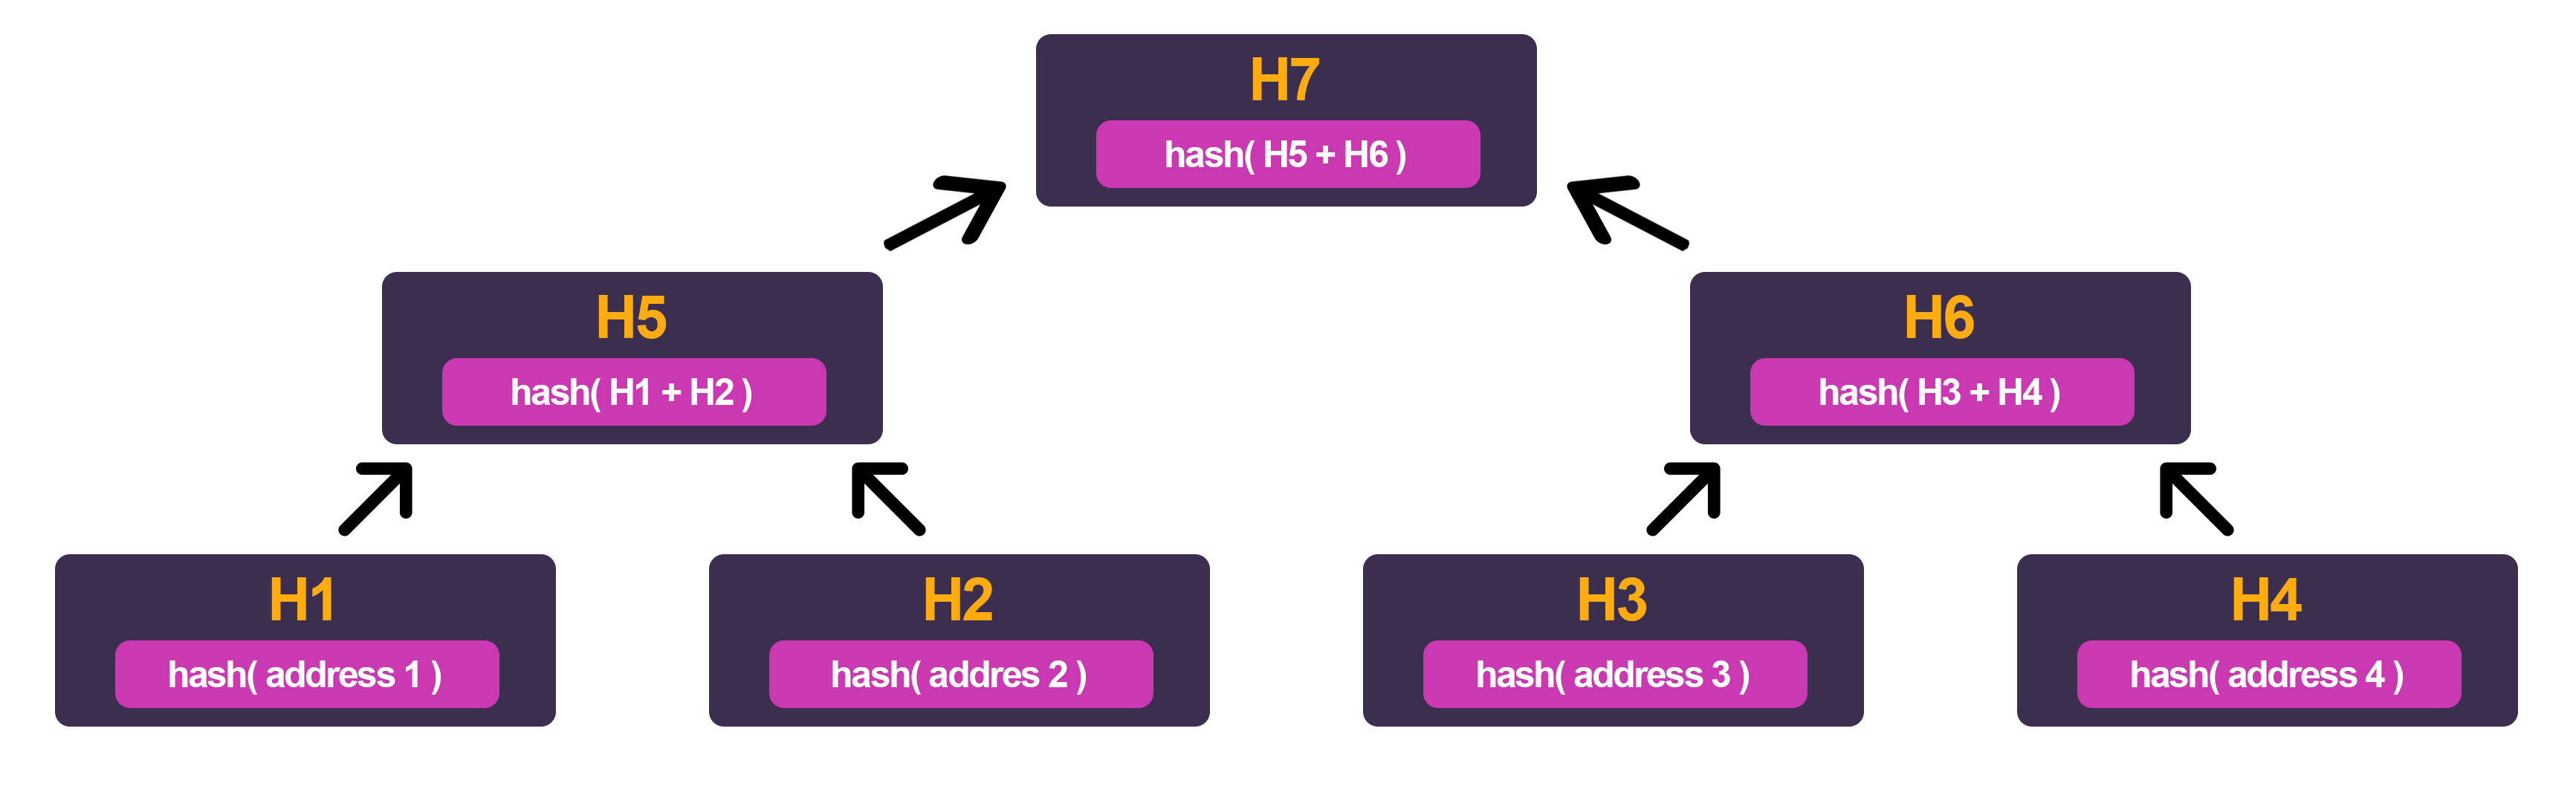 H7
hash( H5 + H6 )
H5
hash( H1 + H2 )
H6
hash( H3 + H4 )
H1
hash( address 1 )
H2
hash( addres 2 )
H3
hash( address 3 )
H4
hash( address 4 )